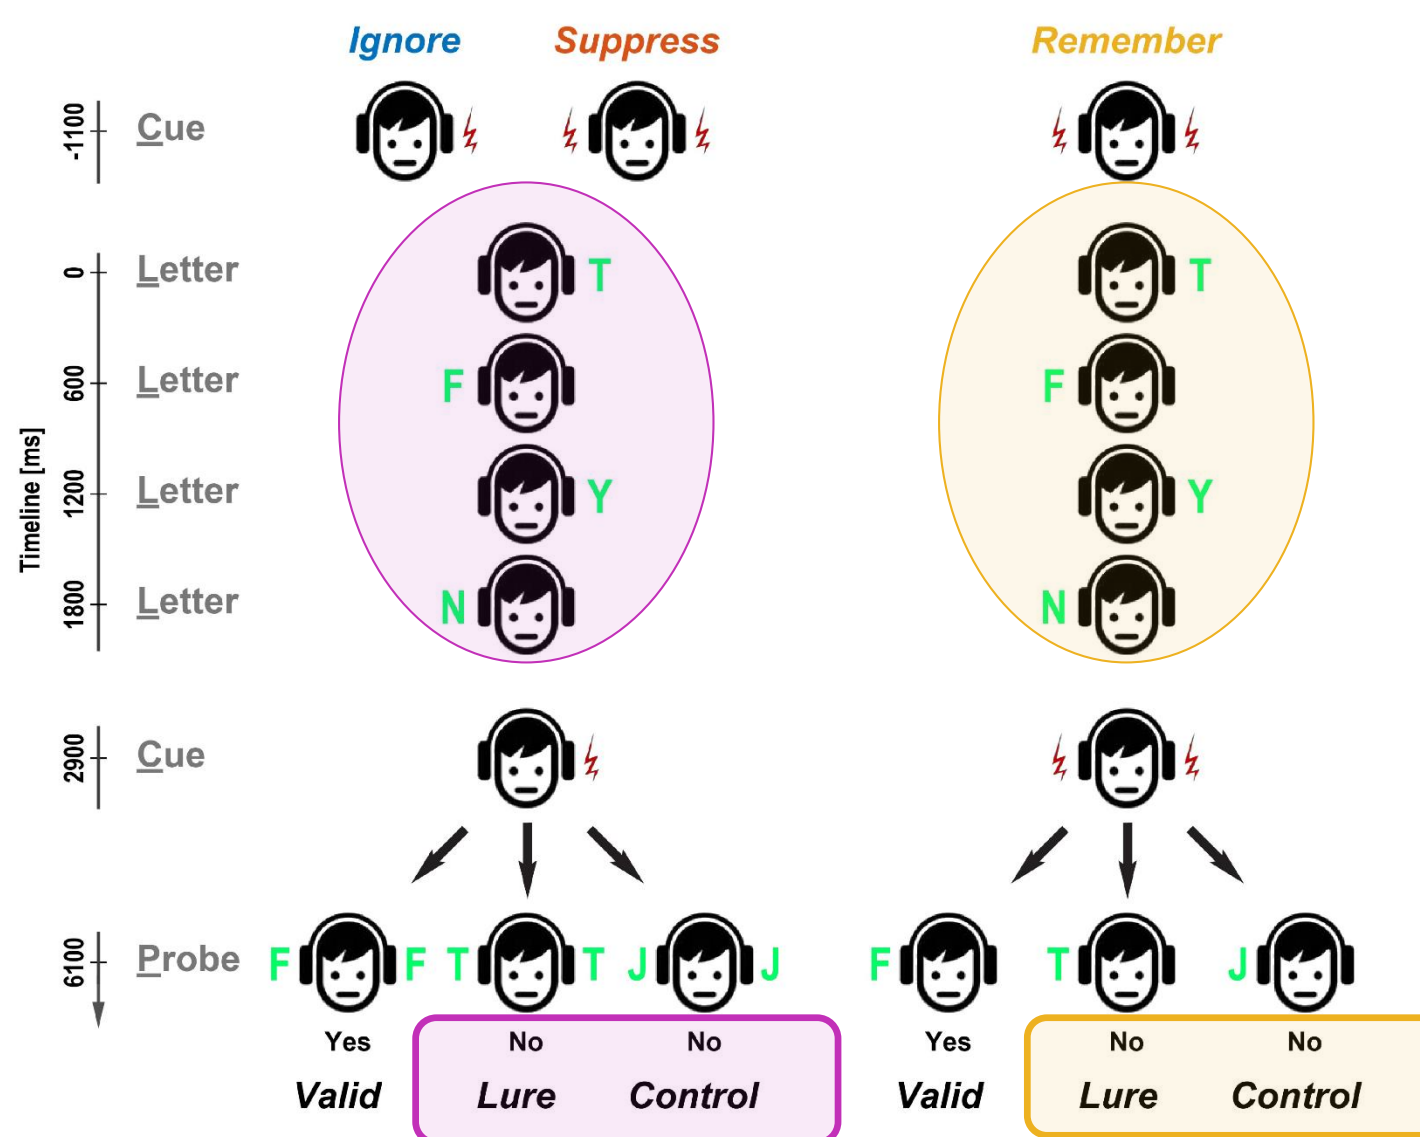 Ignore Suppress Remember
-1100 Cue
0 Letter T T
600 Letter F F
Timeline [ms]
1200 Letter Y Y
1800 Letter N N
2900 Cue
6100 Probe F F T T J J F T J
Yes No No Yes No No
Valid Lure Control Valid Lure Control